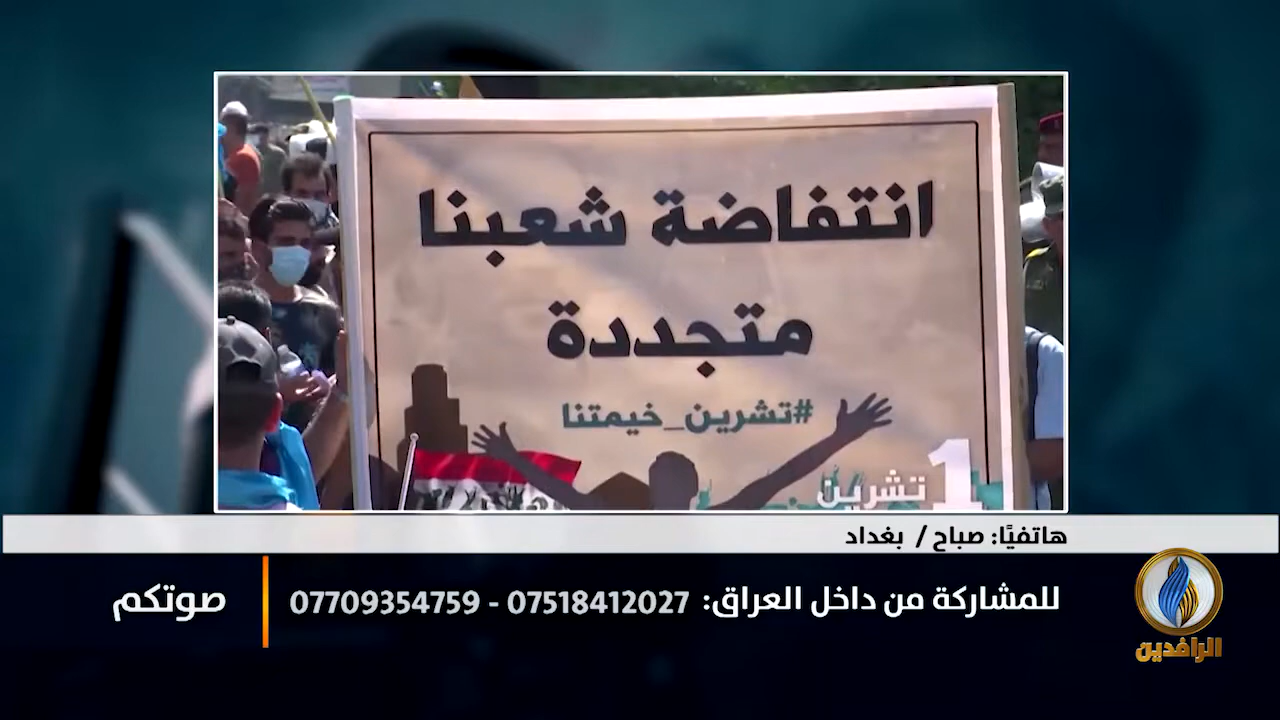 انتفاضة شعبنا
متجددة
#تشرين_خيمتنا
1 تشرين
هاتفيًا: صباح / بغداد
للمشاركة من داخل العراق: 07518412027 - 07709354759
صوتكم
الرافدين